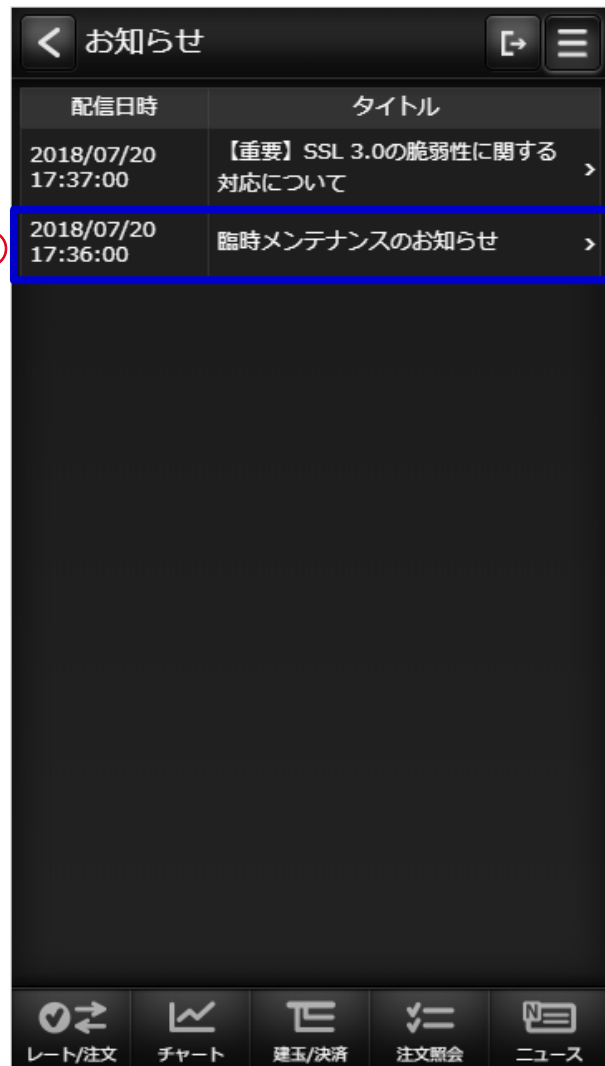 お知らせ
配信日時 タイトル
2018/07/20 【重要】SSL 3.0の脆弱性に関する
17:37:00 対応について
2018/07/20 臨時メンテナンスのお知らせ
17:36:00
レート/注文 チャート 建玉/決済 注文照会 ニュース